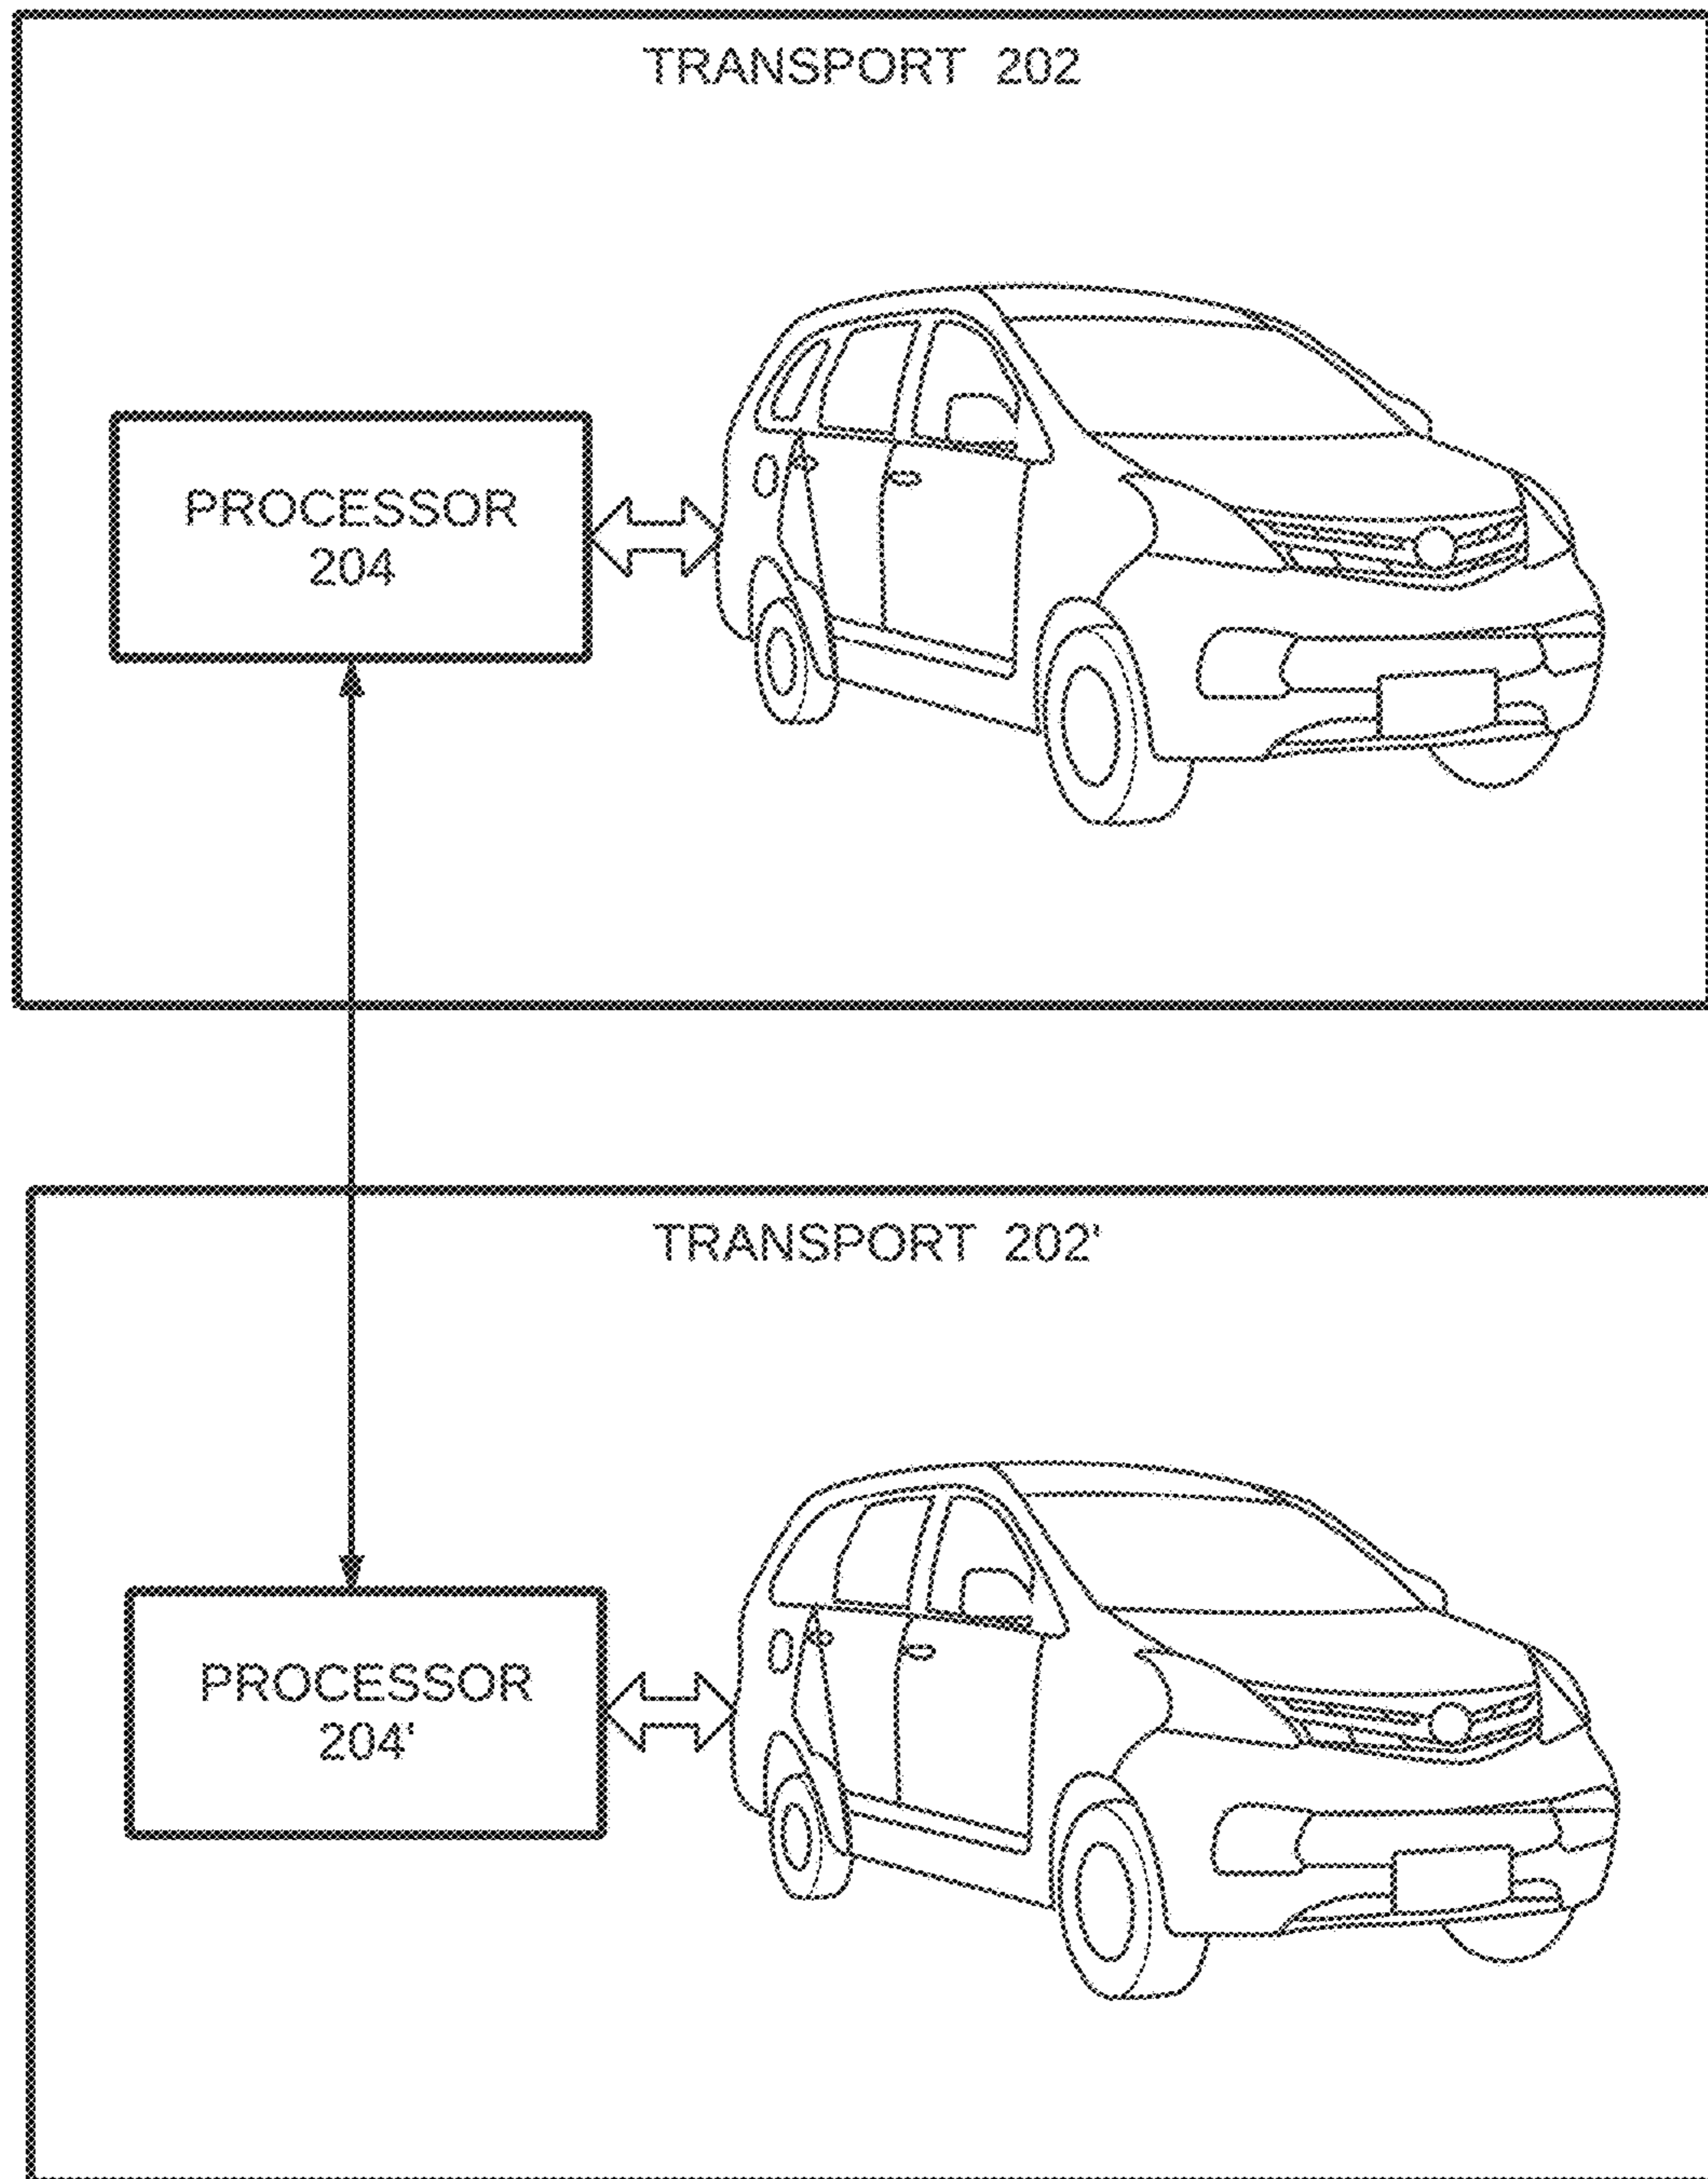 TRANSPORT 202
PROCESSOR
204
TRANSPORT 202'
PROCESSOR
204'